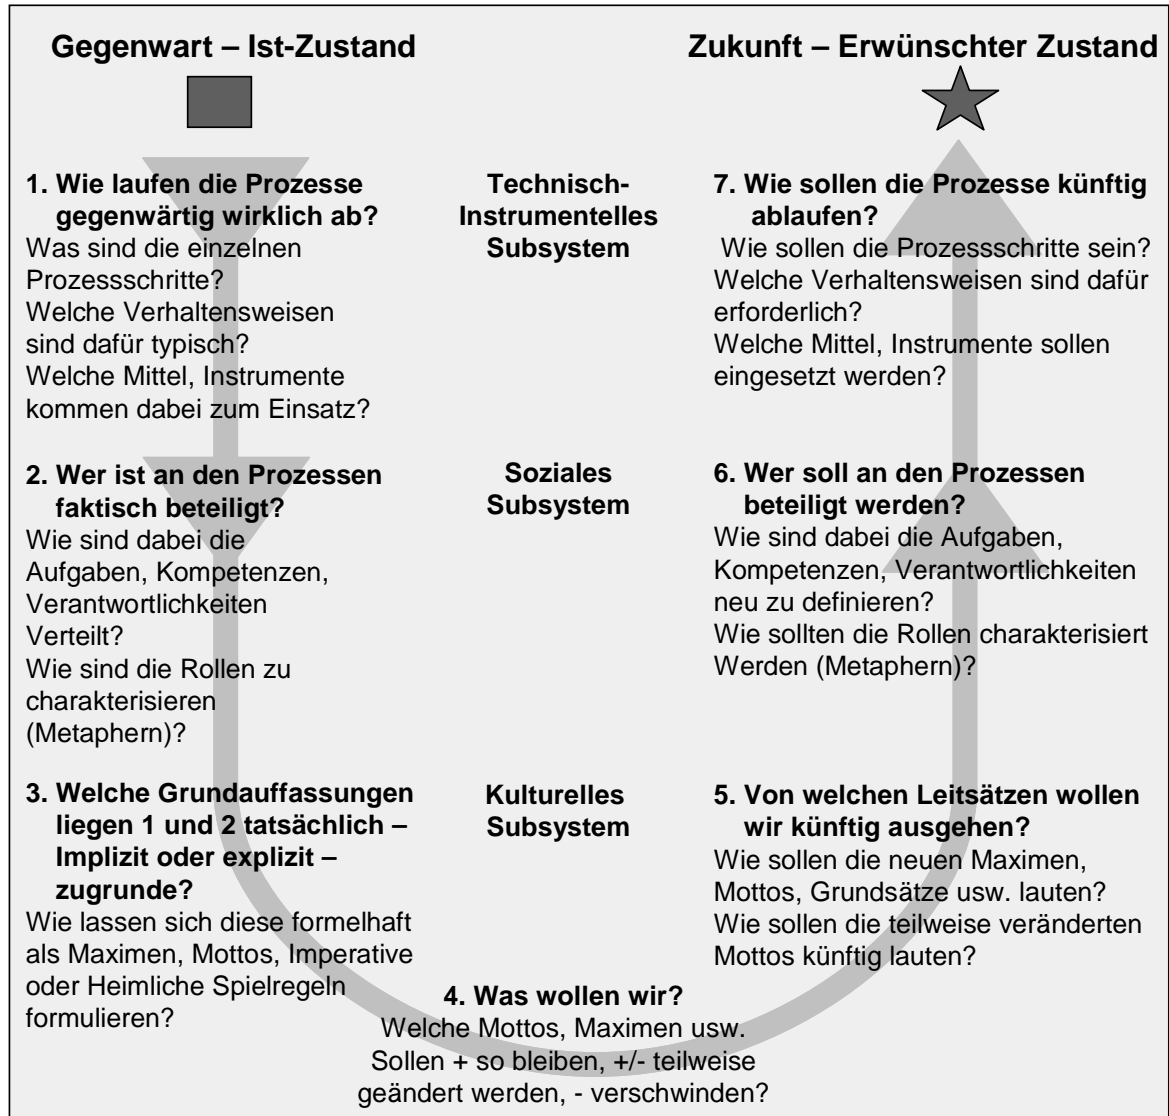 Gegenwart – Ist-Zustand
Zukunft – Erwünschter Zustand
1. Wie laufen die Prozesse
gegenwärtig wirklich ab?
Was sind die einzelnen
Prozessschritte?
Welche Verhaltensweisen
sind dafür typisch?
Welche Mittel, Instrumente
kommen dabei zum Einsatz?
Technisch-
Instrumentelles
Subsystem
7. Wie sollen die Prozesse künftig
ablaufen?
Wie sollen die Prozessschritte sein?
Welche Verhaltensweisen sind dafür
erforderlich?
Welche Mittel, Instrumente sollen
eingesetzt werden?
2. Wer ist an den Prozessen
faktisch beteiligt?
Wie sind dabei die
Aufgaben, Kompetenzen,
Verantwortlichkeiten
Verteilt?
Wie sind die Rollen zu
charakterisieren
(Metaphern)?
Soziales
Subsystem
6. Wer soll an den Prozessen
beteiligt werden?
Wie sind dabei die Aufgaben,
Kompetenzen, Verantwortlichkeiten
neu zu definieren?
Wie sollten die Rollen charakterisiert
Werden (Metaphern)?
3. Welche Grundauffassungen
liegen 1 und 2 tatsächlich –
Implizit oder explizit –
zugrunde?
Wie lassen sich diese formelhaft
als Maximen, Mottos, Imperative
oder Heimliche Spielregeln
formulieren?
Kulturelles
Subsystem
5. Von welchen Leitsätzen wollen
wir künftig ausgehen?
Wie sollen die neuen Maximen,
Mottos, Grundsätze usw. lauten?
Wie sollen die teilweise veränderten
Mottos künftig lauten?
4. Was wollen wir?
Welche Mottos, Maximen usw.
Sollen + so bleiben, +/- teilweise
geändert werden, - verschwinden?